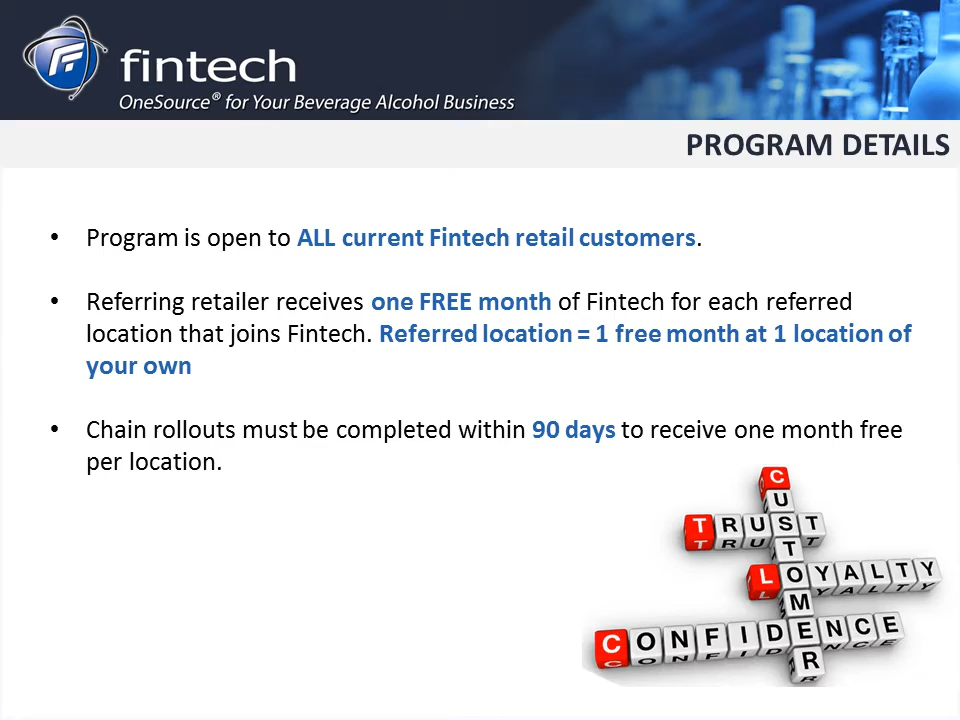 fintech
OneSource® for Your Beverage Alcohol Business
PROGRAM DETAILS
• Program is open to ALL current Fintech retail customers.
• Referring retailer receives one FREE month of Fintech for each referred
location that joins Fintech. Referred location = 1 free month at 1 location of
your own
• Chain rollouts must be completed within 90 days to receive one month free
per location.
CUSTOMER
TRUST
LOYALTY
CONFIDENCE